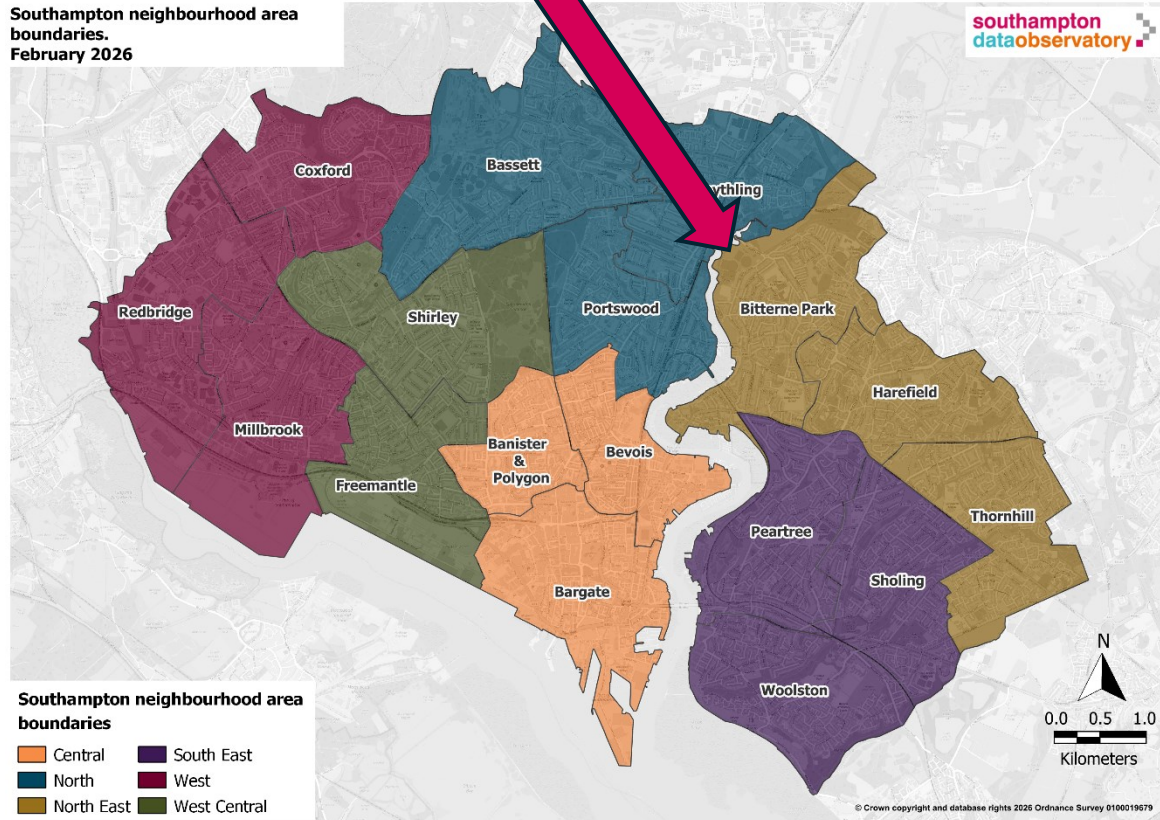 Southampton neighbourhood area
boundaries.
February 2026
southampton
dataobservatory
Coxford
Bassett
ythling
Redbridge
Shirley
Portswood
Bitterne Park
Harefield
Millbrook
Banister
&
Polygon
Bevois
Freemantle
Thornhill
Peartree
Sholing
Bargate
Woolston
N
0.0 0.5 1.0
Kilometers
Southampton neighbourhood area
boundaries
Central
North
North East
South East
West
West Central
© Crown copyright and database rights 2026 Ordnance Survey 0100019679